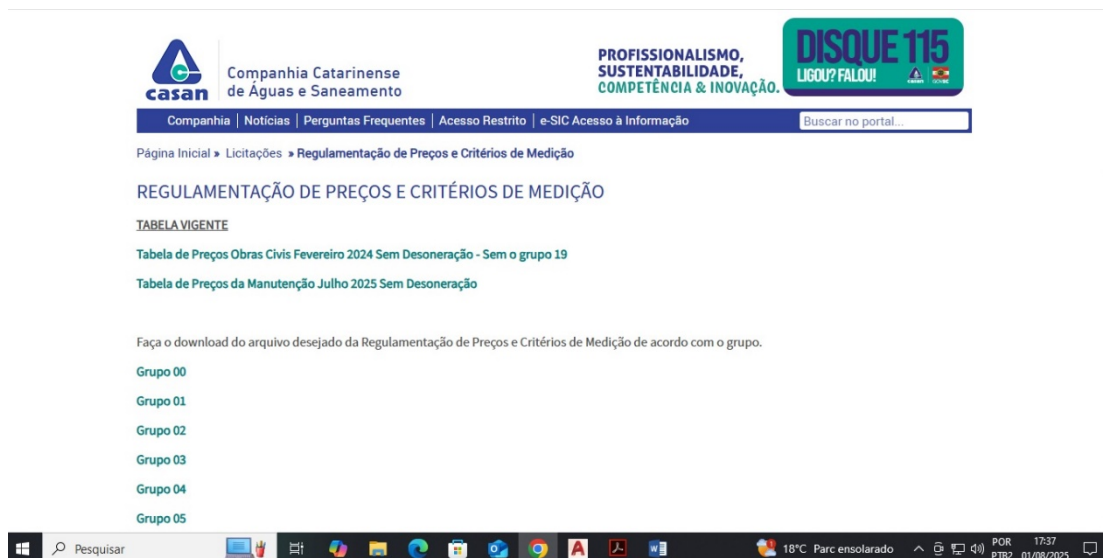 casan
Companhia Catarinense
de Águas e Saneamento
PROFISSIONALISMO,
SUSTENTABILIDADE,
COMPETÊNCIA & INOVAÇÃO.
DISQUE 115
LIGOU? FALOU!
Companhia | Notícias | Perguntas Frequentes | Acesso Restrito | e-SIC Acesso à Informação
Buscar no portal...
Página Inicial » Licitações » Regulamentação de Preços e Critérios de Medição
REGULAMENTAÇÃO DE PREÇOS E CRITÉRIOS DE MEDIÇÃO
TABELA VIGENTE
Tabela de Preços Obras Civis Fevereiro 2024 Sem Desoneração - Sem o grupo 19
Tabela de Preços da Manutenção Julho 2025 Sem Desoneração
Faça o download do arquivo desejado da Regulamentação de Preços e Critérios de Medição de acordo com o grupo.
Grupo 00
Grupo 01
Grupo 02
Grupo 03
Grupo 04
Grupo 05
Pesquisar
18°C Parc ensolarado
POR
PTB2
17:37
01/08/2025